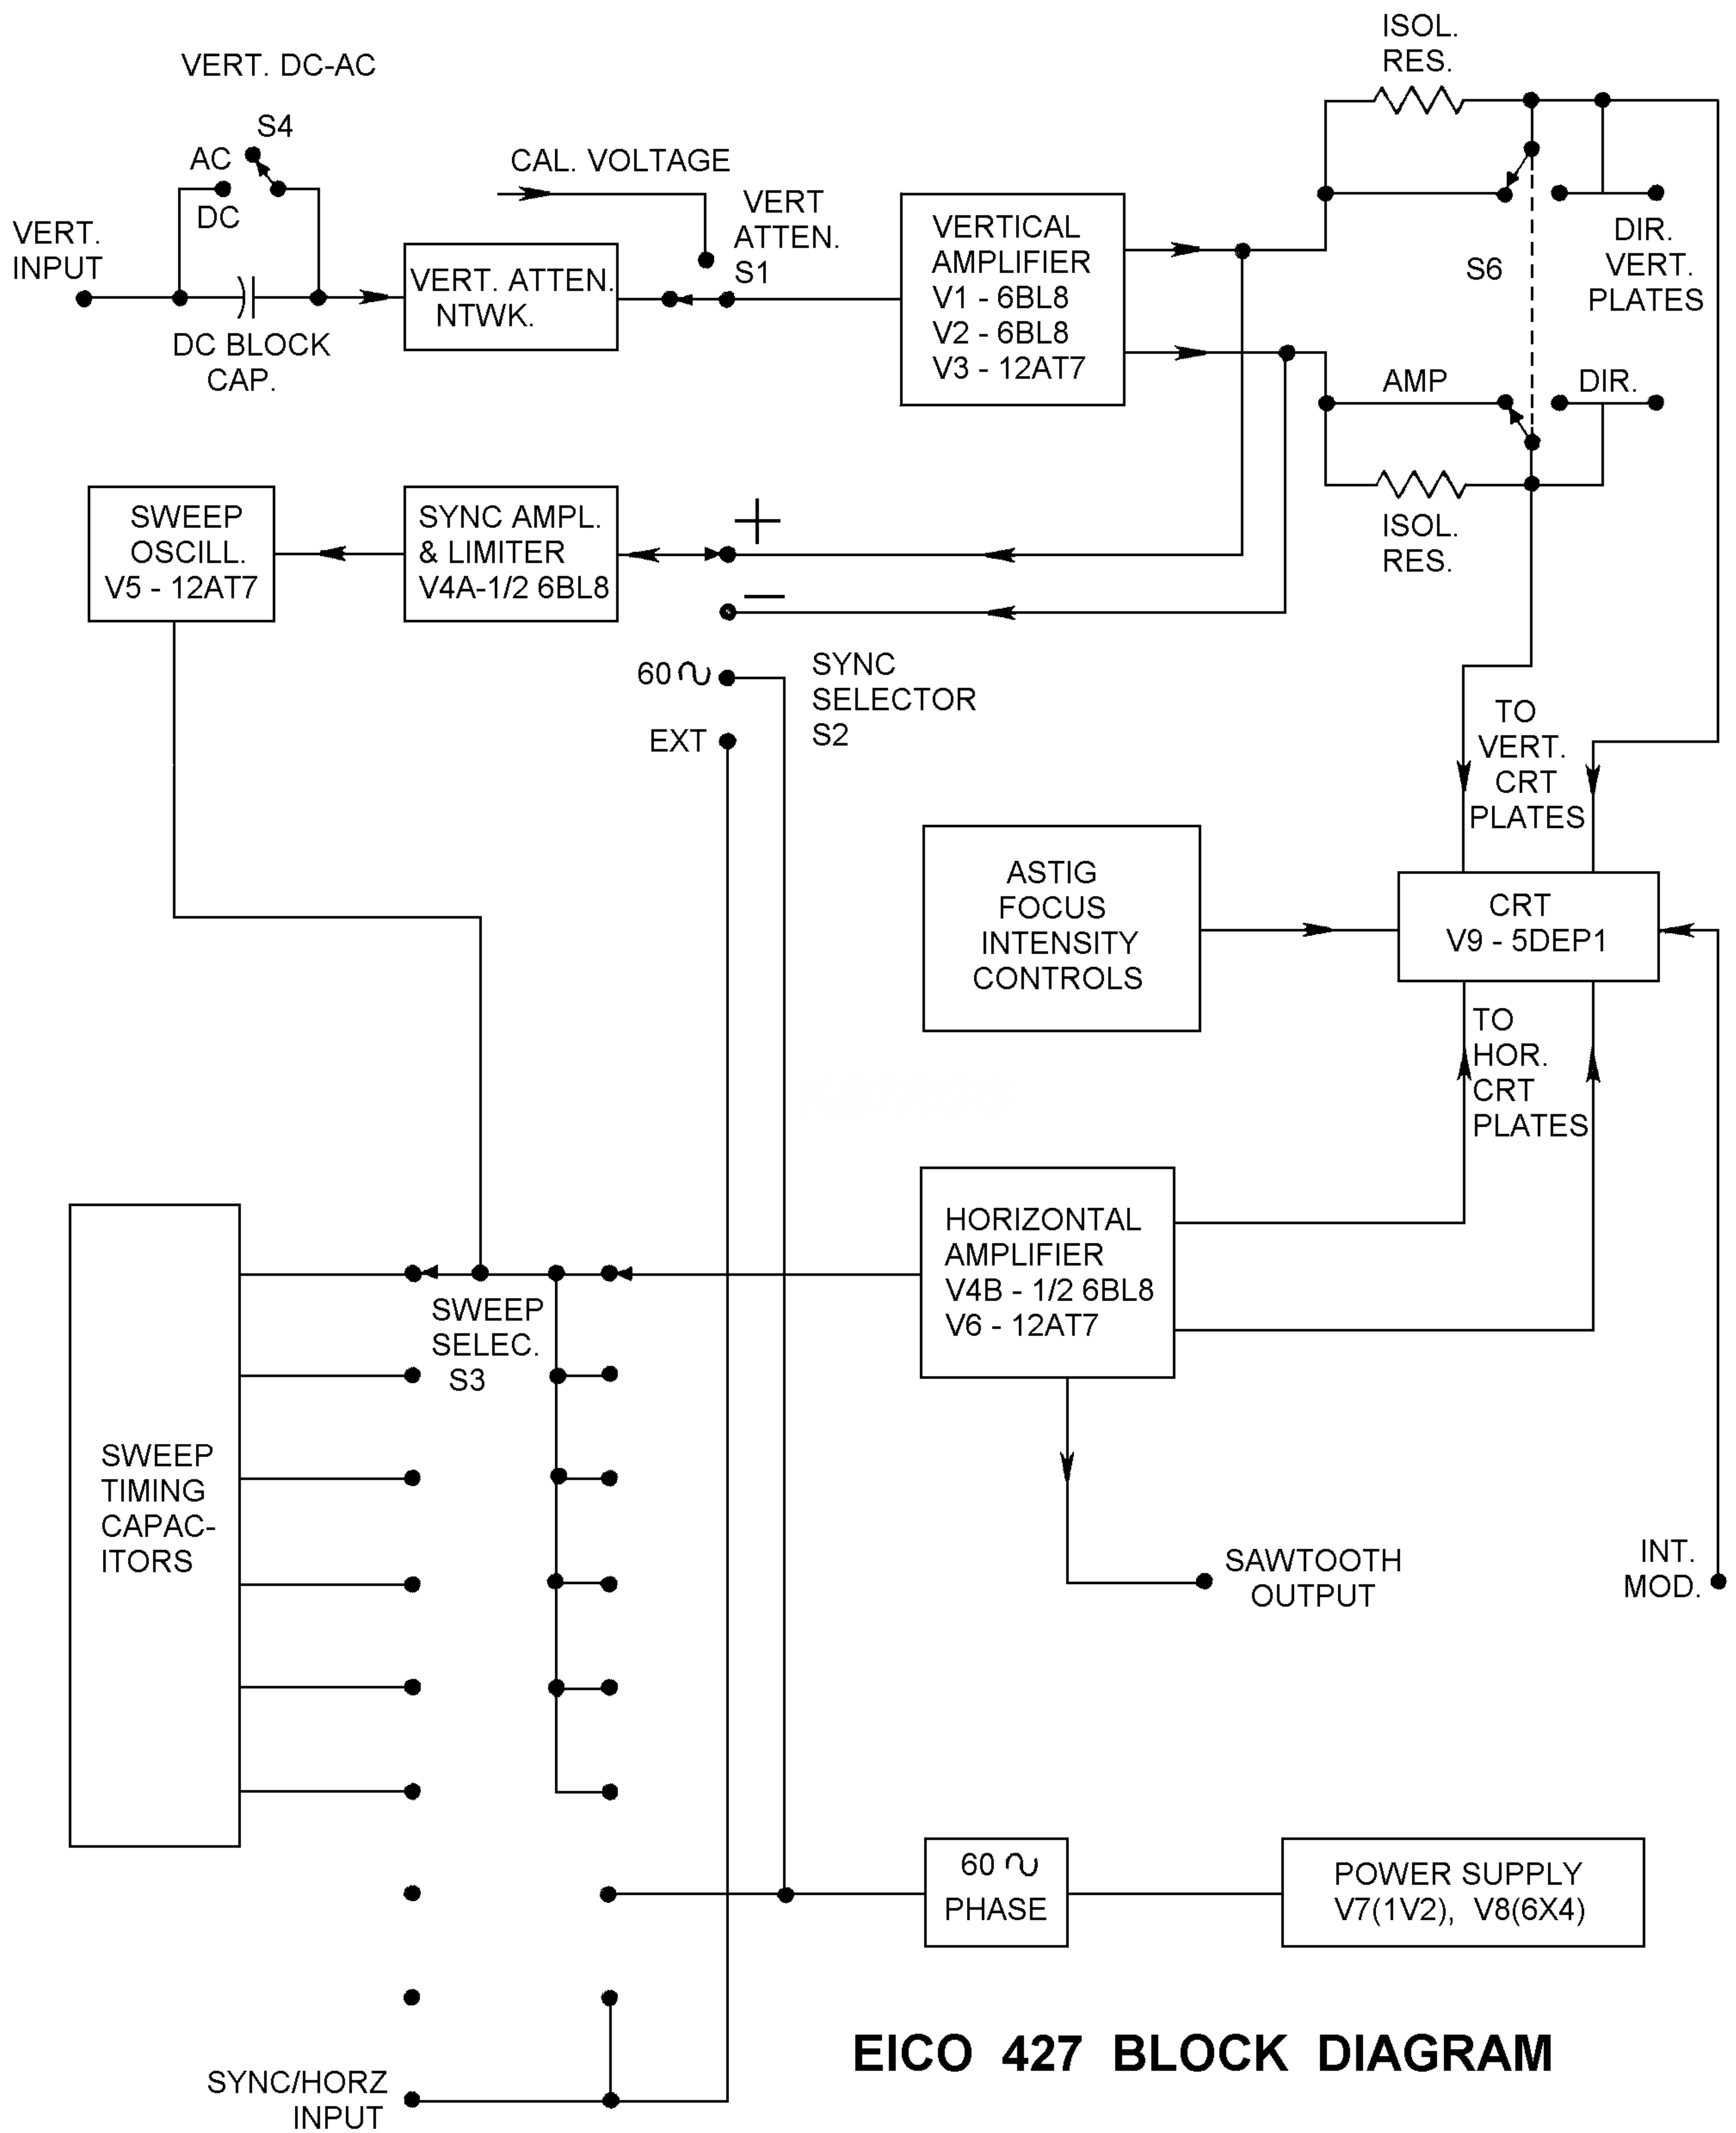 ISOL.
RES.
VERT. DC-AC
S4
AC
DC
CAL. VOLTAGE
VERT
ATTEN.
S1
VERT.
INPUT
VERT. ATTEN.
NTWK.
DC BLOCK
CAP.
VERTICAL
AMPLIFIER
V1 - 6BL8
V2 - 6BL8
V3 - 12AT7
S6
DIR.
VERT.
PLATES
AMP
DIR.
ISOL.
RES.
SWEEP
OSCILL.
V5 - 12AT7
SYNC AMPL.
& LIMITER
V4A-1/2 6BL8
+
—
60∿
EXT
SYNC
SELECTOR
S2
TO
VERT.
CRT
PLATES
ASTIG
FOCUS
INTENSITY
CONTROLS
CRT
V9 - 5DEP1
TO
HOR.
CRT
PLATES
HORIZONTAL
AMPLIFIER
V4B - 1/2 6BL8
V6 - 12AT7
SWEEP
SELEC.
S3
SWEEP
TIMING
CAPAC-
ITORS
SAWTOOTH
OUTPUT
INT.
MOD.
60∿
PHASE
POWER SUPPLY
V7(1V2), V8(6X4)
EICO 427 BLOCK DIAGRAM
SYNC/HORZ
INPUT